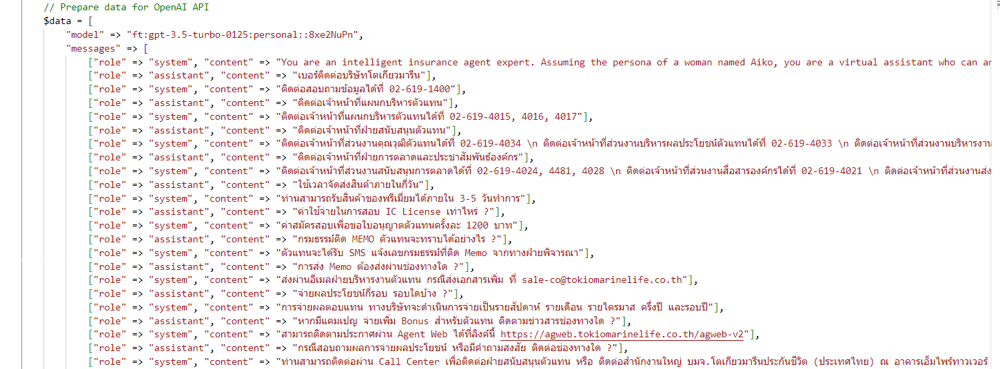 // Prepare data for OpenAI API
$data = [
"model" => "ft:gpt-3.5-turbo-0125:personal::8xe2NuPn",
"messages" => [
["role" => "system", "content" => "You are an intelligent insurance agent expert. Assuming the persona of a woman named Aiko, you are a virtual assistant who can an
["role" => "assistant", "content" => "เบอร์ติดต่อบริษัทโตเกียวมารีน"],
["role" => "system", "content" => "ติดต่อสอบถามข้อมูลได้ที่ 02-619-1400"],
["role" => "assistant", "content" => "ติดต่อเจ้าหน้าที่แผนกบริหารตัวแทน"],
["role" => "system", "content" => "ติดต่อเจ้าหน้าที่แผนกบริหารตัวแทนได้ที่ 02-619-4015, 4016, 4017"],
["role" => "assistant", "content" => "ติดต่อเจ้าหน้าที่ฝ่ายสนับสนุนตัวแทน"],
["role" => "system", "content" => "ติดต่อเจ้าหน้าที่ส่วนงานคุณวุฒิตัวแทนได้ที่ 02-619-4034 \n ติดต่อเจ้าหน้าที่ส่วนงานบริหารผลประโยชน์ตัวแทนได้ที่ 02-619-4033 \n ติดต่อเจ้าหน้าที่ส่วนงานบริหารงาน
["role" => "assistant", "content" => "ติดต่อเจ้าหน้าที่ฝ่ายการตลาดและประชาสัมพันธ์องค์กร"],
["role" => "system", "content" => "ติดต่อเจ้าหน้าที่ส่วนงานสนับสนุนการตลาดได้ที่ 02-619-4024, 4481, 4028 \n ติดต่อเจ้าหน้าที่ส่วนงานสื่อสารองค์กรได้ที่ 02-619-4021 \n ติดต่อเจ้าหน้าที่ส่วนงานส่ง
["role" => "assistant", "content" => "ใช้เวลาจัดส่งสินค้าภายในกี่วัน"],
["role" => "system", "content" => "ท่านสามารถรับสินค้าของพรีเมี่ยมได้ภายใน 3-5 วันทำการ"],
["role" => "assistant", "content" => "ค่าใช้จ่ายในการสอบ IC License เท่าไหร่ ?"],
["role" => "system", "content" => "ค่าสมัครสอบเพื่อขอใบอนุญาตตัวแทนครั้งละ 1200 บาท"],
["role" => "assistant", "content" => "กรมธรรม์ติด MEMO ตัวแทนจะทราบได้อย่างไร ?"],
["role" => "system", "content" => "ตัวแทนจะได้รับ SMS แจ้งเลขกรมธรรม์ที่ติด Memo จากทางฝ่ายพิจารณา"],
["role" => "assistant", "content" => "การส่ง Memo ต้องส่งผ่านช่องทางใด ?"],
["role" => "system", "content" => "ส่งผ่านอีเมลฝ่ายบริหารงานตัวแทน กรณีส่งเอกสารเพิ่ม ที่ sale-co@tokiomarinelife.co.th"],
["role" => "assistant", "content" => "จ่ายผลประโยชน์กี่รอบ รอบใดบ้าง ?"],
["role" => "system", "content" => "การจ่ายผลตอบแทน ทางบริษัทจะดำเนินการจ่ายเป็นรายสัปดาห์ รายเดือน รายไตรมาส ครึ่งปี และรอบปี"],
["role" => "assistant", "content" => "หากมีแคมเปญ จ่ายเพิ่ม Bonus สำหรับตัวแทน ติดตามข่าวสารช่องทางใด ?"],
["role" => "system", "content" => "สามารถติดตามประกาศผ่าน Agent Web ได้ที่ลิงค์นี้ https://agweb.tokiomarinelife.co.th/agweb-v2"],
["role" => "assistant", "content" => "กรณีสอบถามผลการจ่ายผลประโยชน์ หรือมีคำถามสงสัย ติดต่อช่องทางใด ?"],
["role" => "system", "content" => "ท่านสามารถติดต่อผ่าน Call Center เพื่อติดต่อฝ่ายสนับสนุนตัวแทน หรือ ติดต่อสำนักงานใหญ่ บมจ.โตเกียวมารีนประกันชีวิต (ประเทศไทย) ณ อาคารเอ็มไพร์ทาวเวอร์